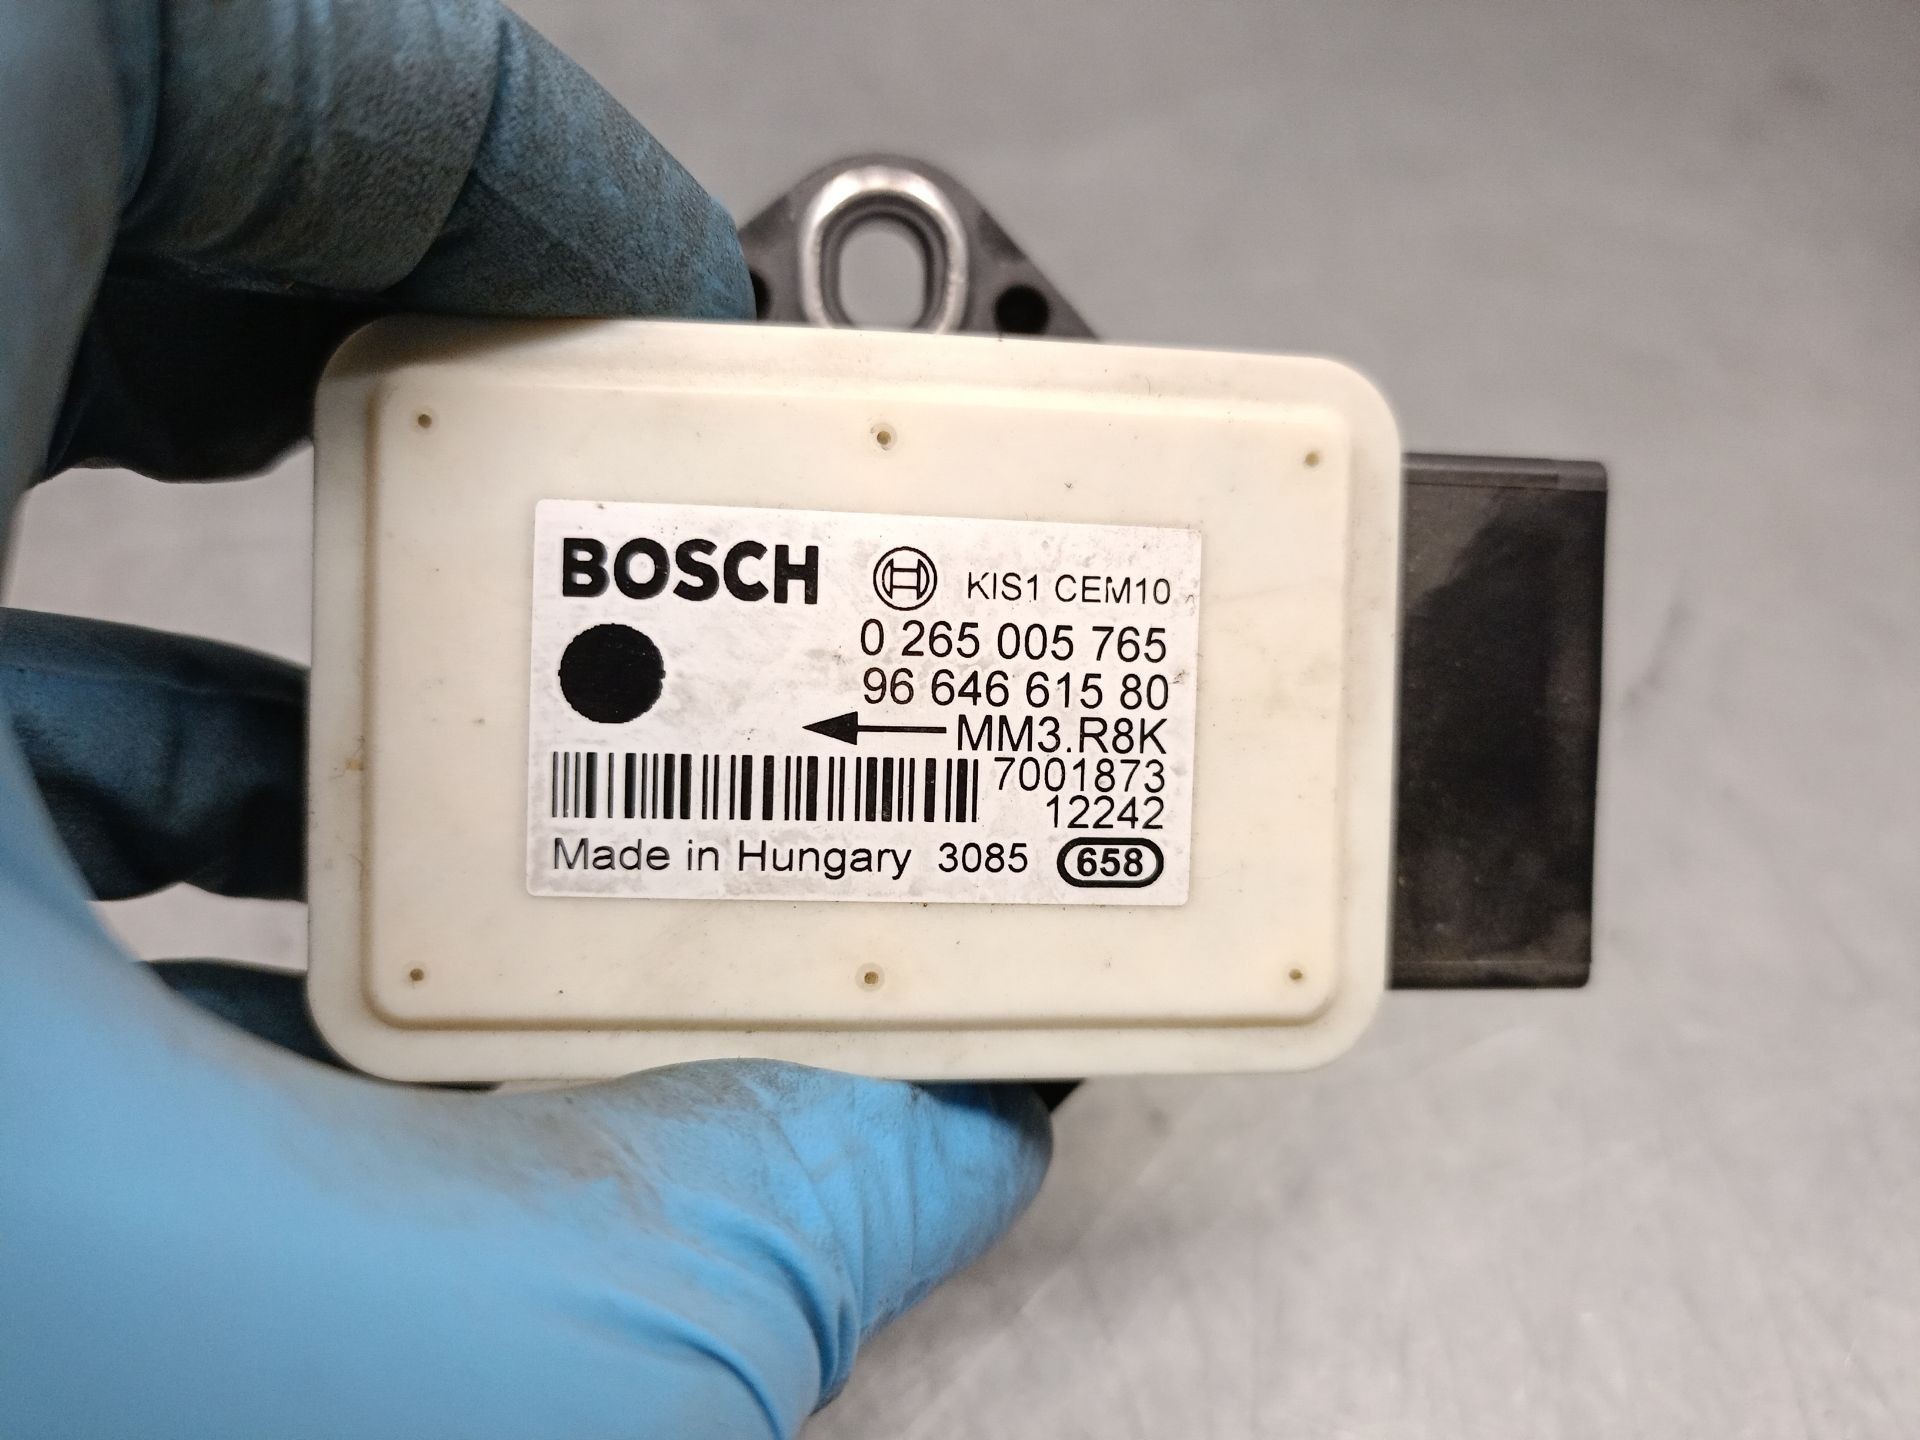 BOSCH KIS1 CEM10
0 265 005 765
96 646 615 80
MM3.R8K
7001873
12242
Made in Hungary 3085 658